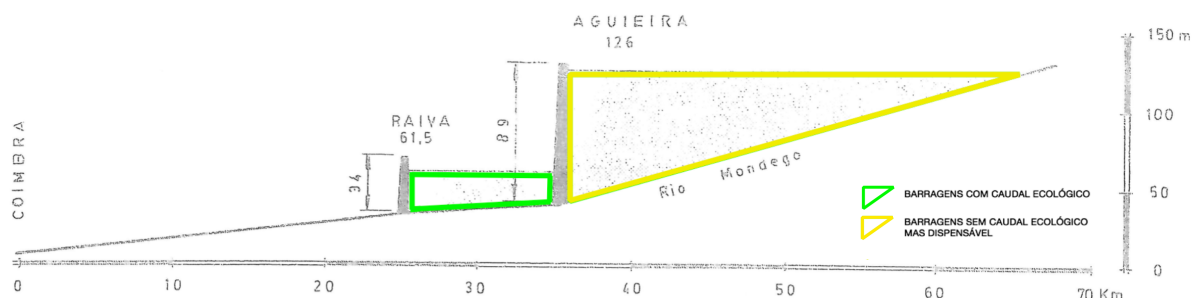 AGUIEIRA
126
150 m
RAIVA
61,5
89
34
100
COIMBRA
Rio Mondego
50
BARRAGENS COM CAUDAL ECOLÓGICO
BARRAGENS SEM CAUDAL ECOLÓGICO
MAS DISPENSÁVEL
0
0
10
20
30
40
50
60
70 Km